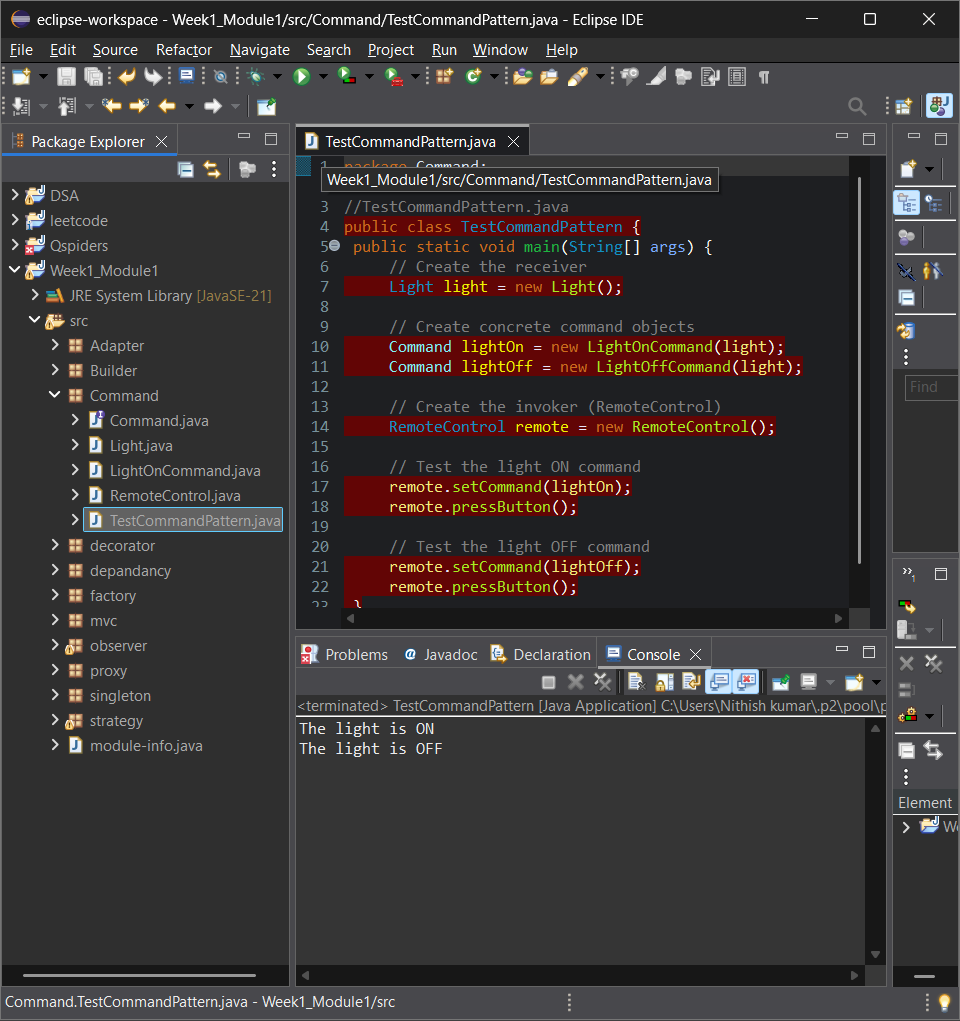 eclipse-workspace - Week1_Module1/src/Command/TestCommandPattern.java - Eclipse IDE
File Edit Source Refactor Navigate Search Project Run Window Help
Package Explorer
DSA
leetcode
Qspiders
Week1_Module1
JRE System Library [JavaSE-21]
src
Adapter
Builder
Command
Command.java
Light.java
LightOnCommand.java
RemoteControl.java
TestCommandPattern.java
decorator
depandancy
factory
mvc
observer
proxy
singleton
strategy
module-info.java
TestCommandPattern.java
1 package Command;
Week1_Module1/src/Command/TestCommandPattern.java
3 //TestCommandPattern.java
4 public class TestCommandPattern {
5 public static void main(String[] args) {
6 // Create the receiver
7 Light light = new Light();
8
9 // Create concrete command objects
10 Command lightOn = new LightOnCommand(light);
11 Command lightOff = new LightOffCommand(light);
12
13 // Create the invoker (RemoteControl)
14 RemoteControl remote = new RemoteControl();
15
16 // Test the light ON command
17 remote.setCommand(lightOn);
18 remote.pressButton();
19
20 // Test the light OFF command
21 remote.setCommand(lightOff);
22 remote.pressButton();
23 }
Problems Javadoc Declaration Console
<terminated> TestCommandPattern [Java Application] C:\Users\Nithish kumar\.p2\pool\p
The light is ON
The light is OFF
Find
Element
We
Command.TestCommandPattern.java - Week1_Module1/src